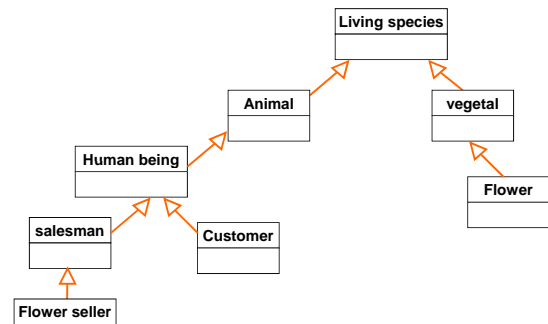 Living species
Animal
vegetal
Human being
Flower
salesman
Customer
Flower seller